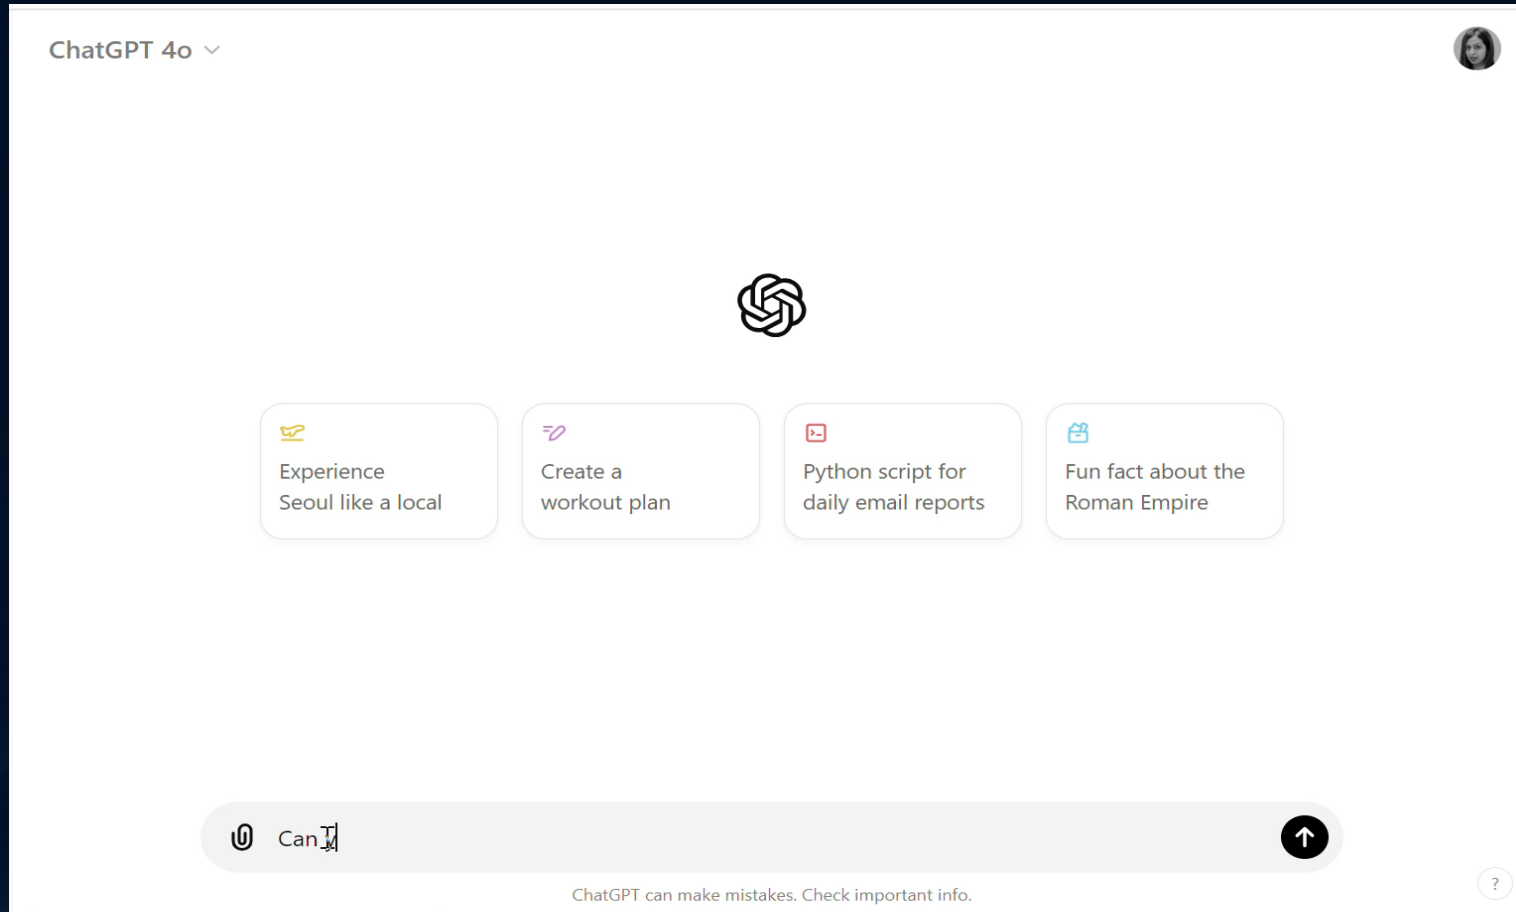 ChatGPT 4o
Experience
Seoul like a local
Create a
workout plan
Python script for
daily email reports
Fun fact about the
Roman Empire
Can y
ChatGPT can make mistakes. Check important info.
?